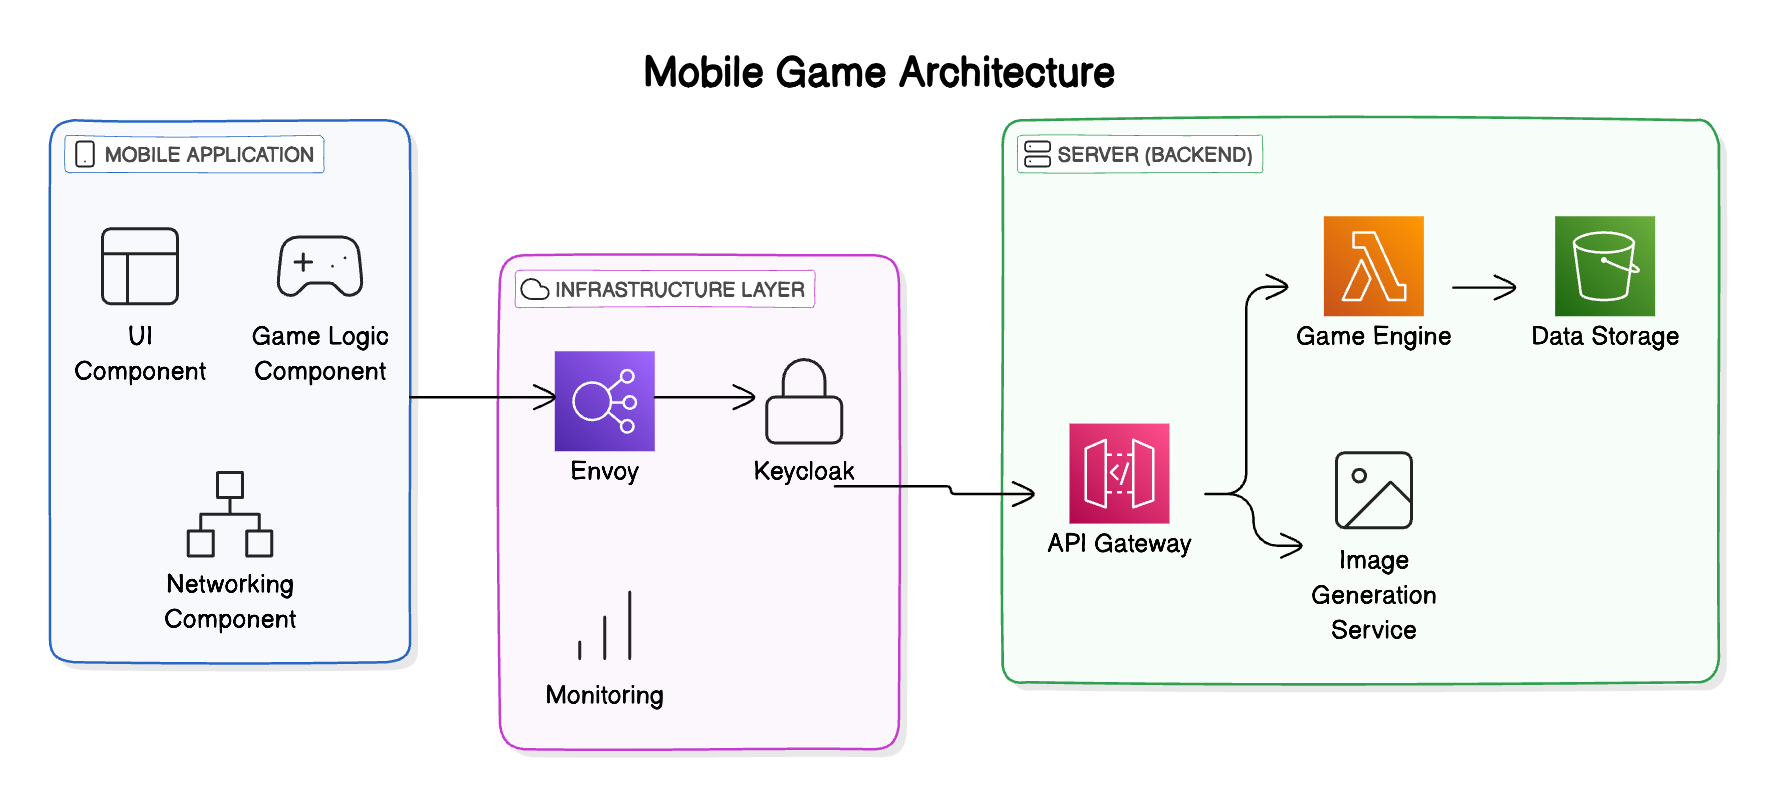 Mobile Game Architecture
MOBILE APPLICATION
UI
Component
Game Logic
Component
Networking
Component
INFRASTRUCTURE LAYER
Envoy
Keycloak
Monitoring
SERVER (BACKEND)
Game Engine
Data Storage
</>
API Gateway
Image
Generation
Service